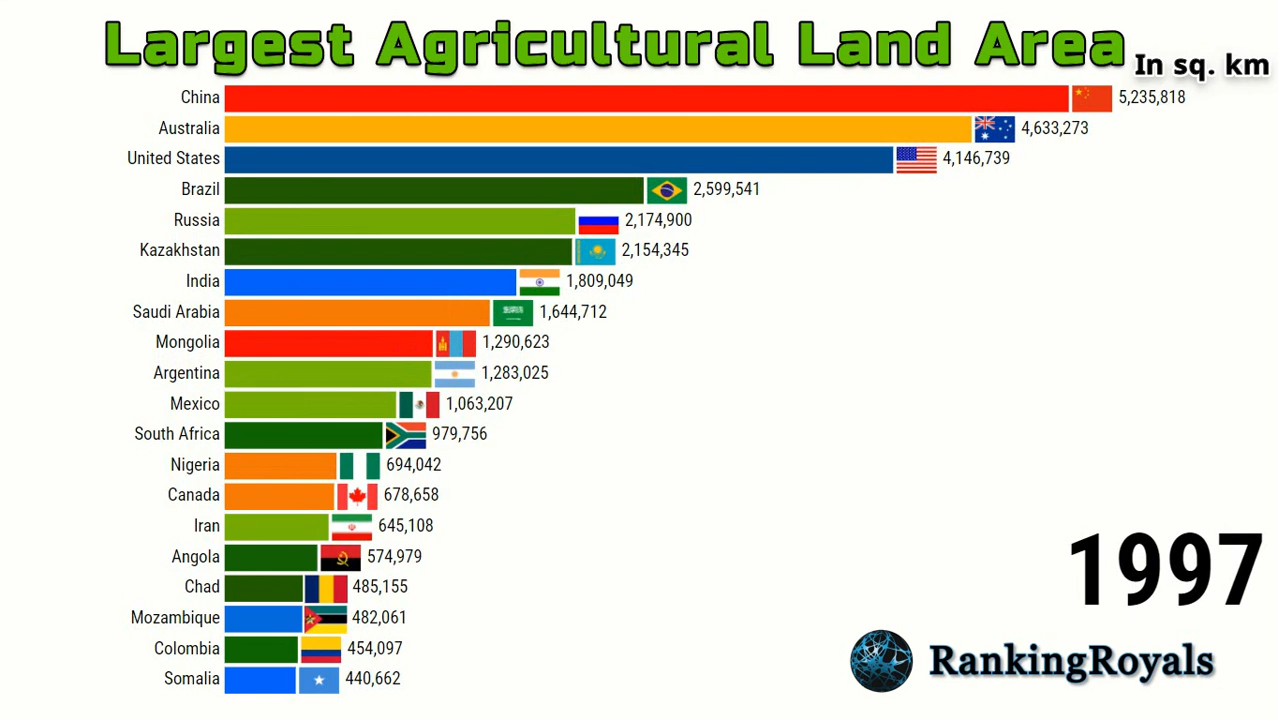 Largest Agricultural Land Area
In sq. km
China 5,235,818
Australia 4,633,273
United States 4,146,739
Brazil 2,599,541
Russia 2,174,900
Kazakhstan 2,154,345
India 1,809,049
Saudi Arabia 1,644,712
Mongolia 1,290,623
Argentina 1,283,025
Mexico 1,063,207
South Africa 979,756
Nigeria 694,042
Canada 678,658
Iran 645,108
Angola 574,979
Chad 485,155
Mozambique 482,061
Colombia 454,097
Somalia 440,662
1997
RankingRoyals